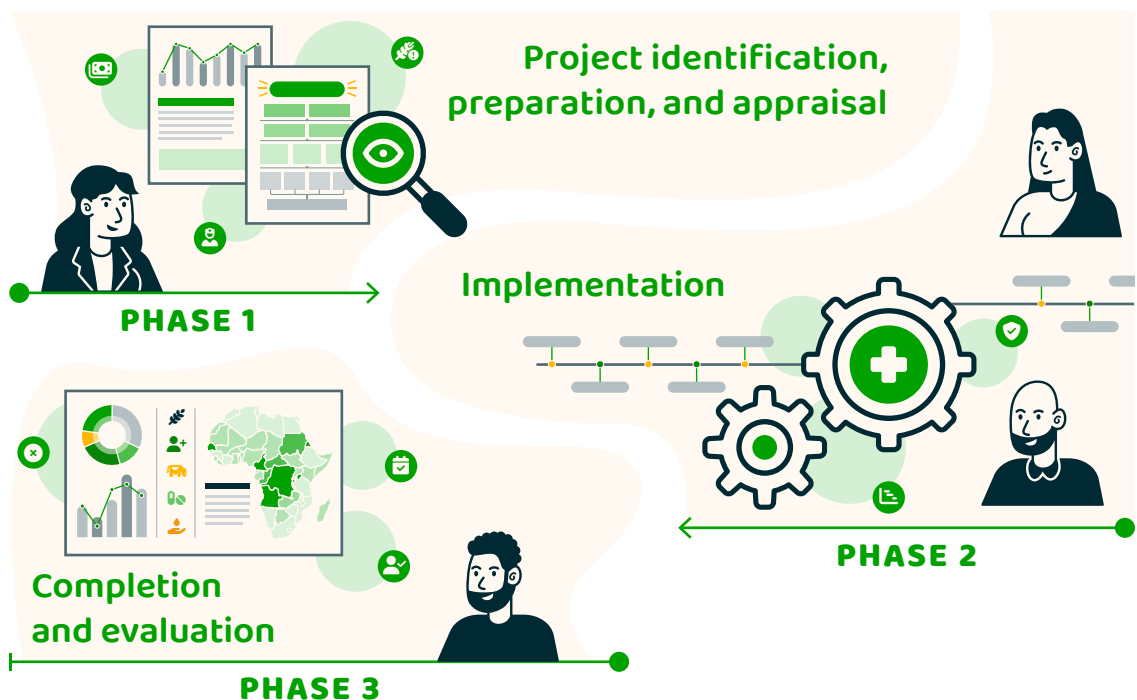 Project identification,
preparation, and appraisal
PHASE 1
Implementation
PHASE 2
Completion
and evaluation
PHASE 3